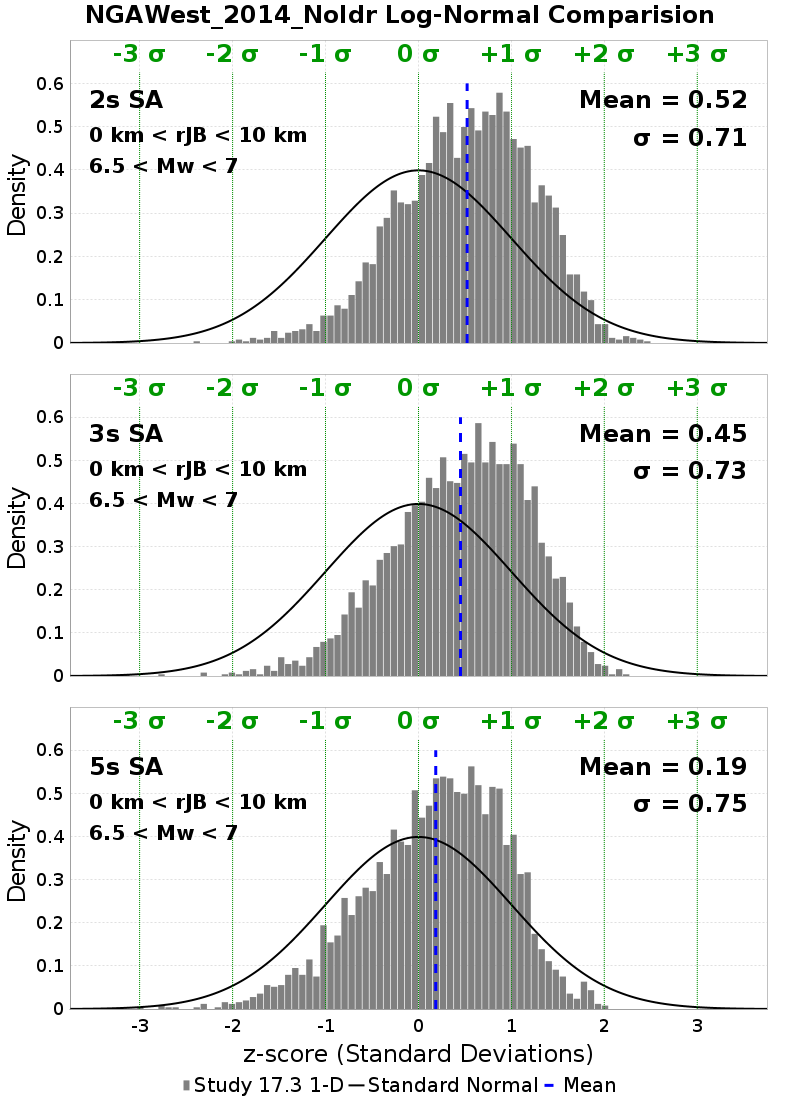 NGAWest_2014_NoIdr Log-Normal Comparision
-3 σ -2 σ -1 σ 0 σ +1 σ +2 σ +3 σ
0.6
2s SA
Mean = 0.52
0.5
0 km < rJB < 10 km
σ = 0.71
6.5 < Mw < 7
0.4
0.3
0.2
0.1
0
Density
-3 σ -2 σ -1 σ 0 σ +1 σ +2 σ +3 σ
0.6
3s SA
Mean = 0.45
0.5
0 km < rJB < 10 km
σ = 0.73
6.5 < Mw < 7
0.4
0.3
0.2
0.1
0
Density
-3 σ -2 σ -1 σ 0 σ +1 σ +2 σ +3 σ
0.6
5s SA
Mean = 0.19
0.5
0 km < rJB < 10 km
σ = 0.75
6.5 < Mw < 7
0.4
0.3
0.2
0.1
0
Density
-3 -2 -1 0 1 2 3
z-score (Standard Deviations)
Study 17.3 1-D Standard Normal Mean